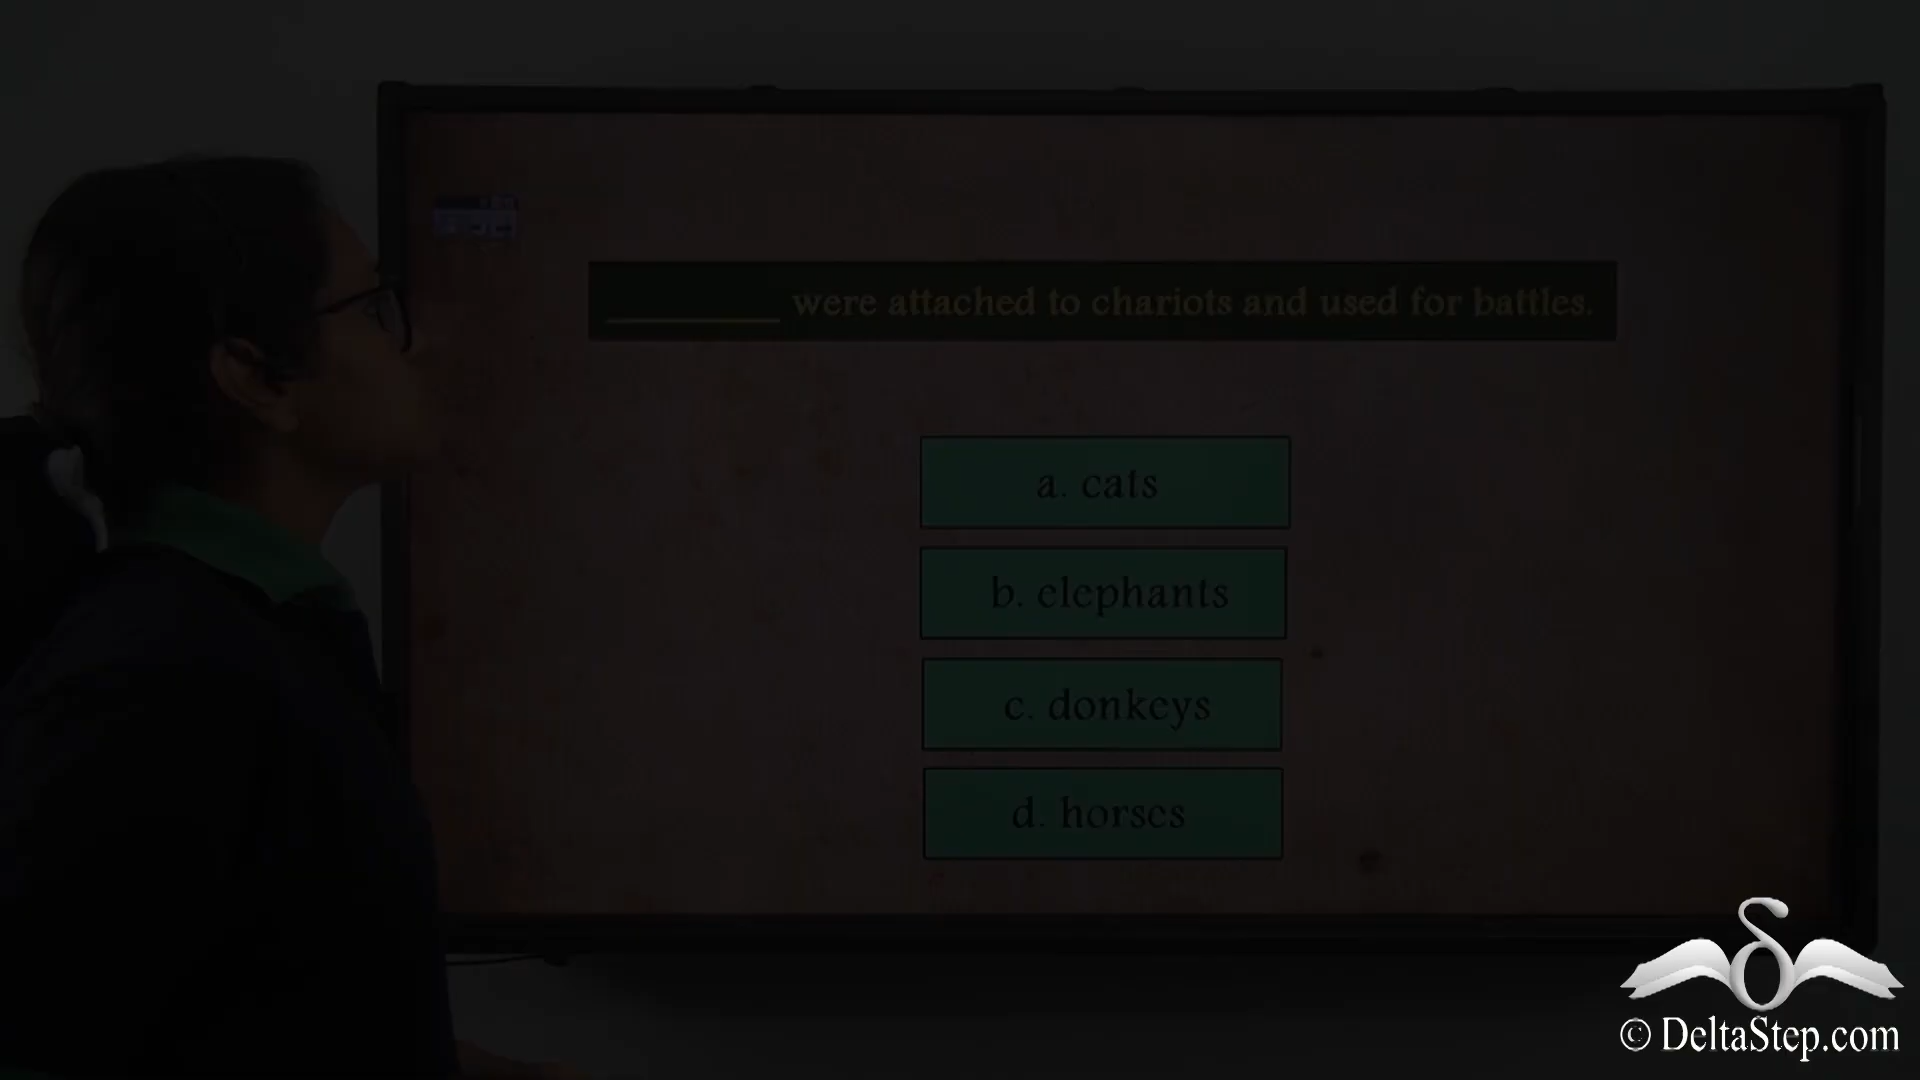 __________ were attached to chariots and used for battles.
a. cats
b. elephants
c. donkeys
d. horses
© DeltaStep.com